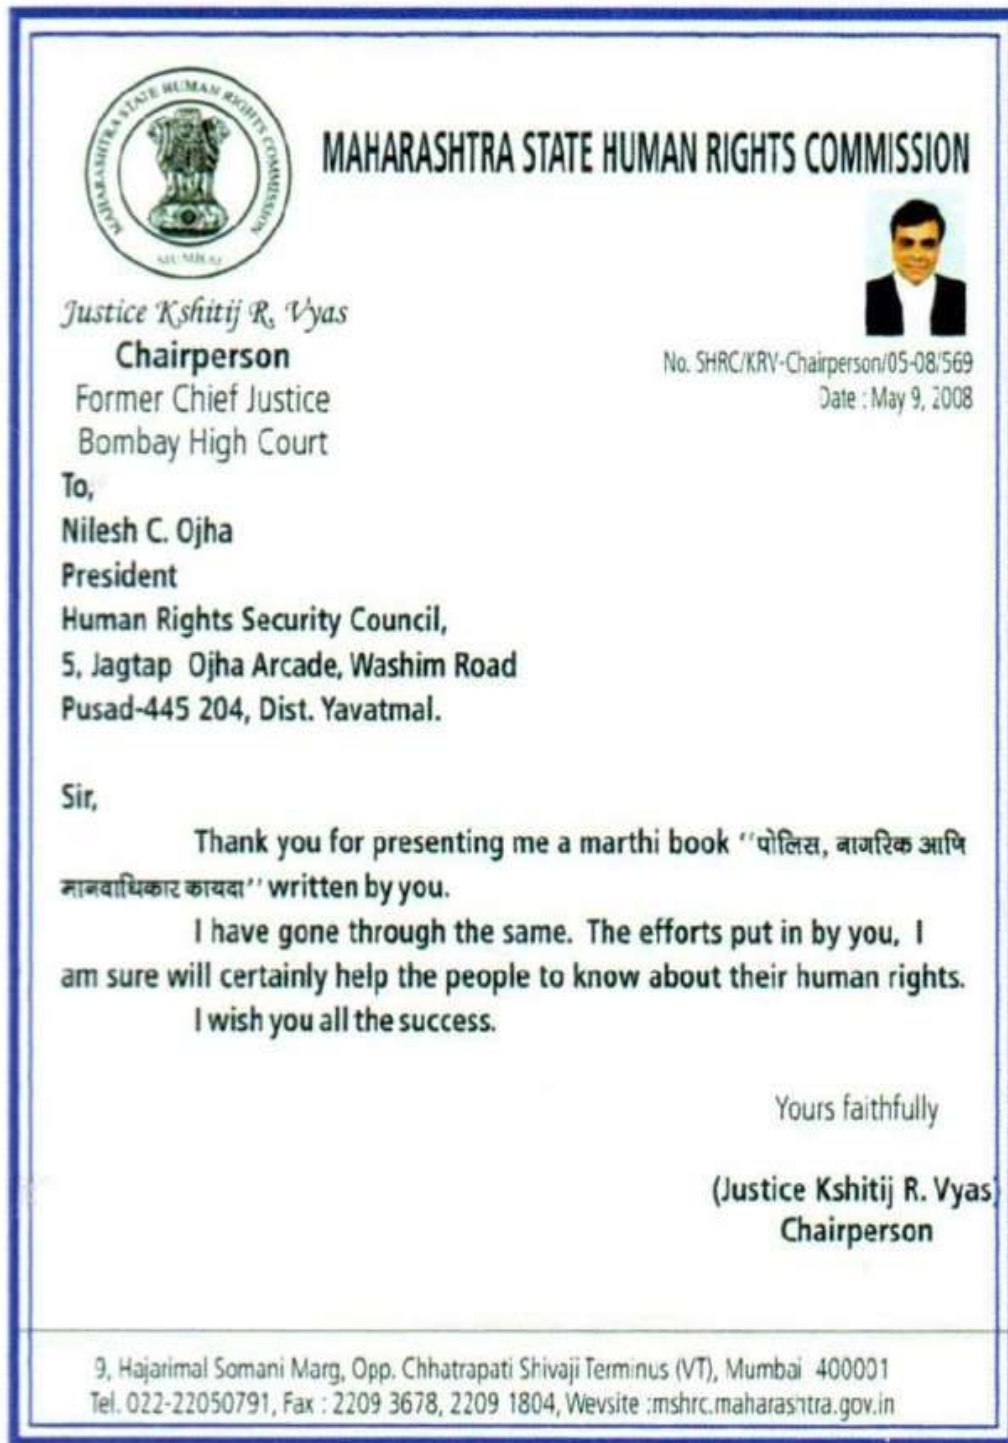 MAHARASHTRA STATE HUMAN RIGHTS COMMISSION
MUMBAI
MAHARASHTRA STATE HUMAN RIGHTS COMMISSION
Justice Kshitij R. Vyas
Chairperson
Former Chief Justice
Bombay High Court
No. SHRC/KRV-Chairperson/05-08/569
Date : May 9, 2008
To,
Nilesh C. Ojha
President
Human Rights Security Council,
5, Jagtap Ojha Arcade, Washim Road
Pusad-445 204, Dist. Yavatmal.
Sir,
Thank you for presenting me a marthi book ‘‘पोलिस, नागरिक आणि
मानवाधिकार कायदा’’ written by you.
I have gone through the same. The efforts put in by you, I
am sure will certainly help the people to know about their human rights.
I wish you all the success.
Yours faithfully
(Justice Kshitij R. Vyas)
Chairperson
9, Hajarimal Somani Marg, Opp. Chhatrapati Shivaji Terminus (VT), Mumbai 400001
Tel. 022-22050791, Fax : 2209 3678, 2209 1804, Wevsite :mshrc.maharashtra.gov.in